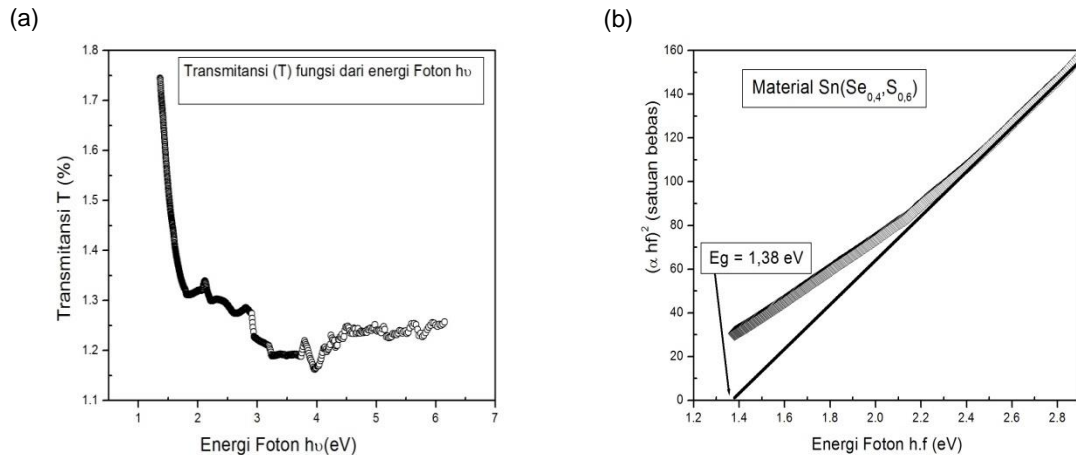 (a)
Transmitansi (T) fungsi dari energi Foton hυ
Transmitansi T (%)
1.8
1.7
1.6
1.5
1.4
1.3
1.2
1.1
1 2 3 4 5 6 7
Energi Foton hυ(eV)
(b)
Material Sn(Se0,4,S0,6)
Eg = 1,38 eV
(α hf)² (satuan bebas)
160
140
120
100
80
60
40
20
0
1.2 1.4 1.6 1.8 2.0 2.2 2.4 2.6 2.8
Energi Foton h.f (eV)